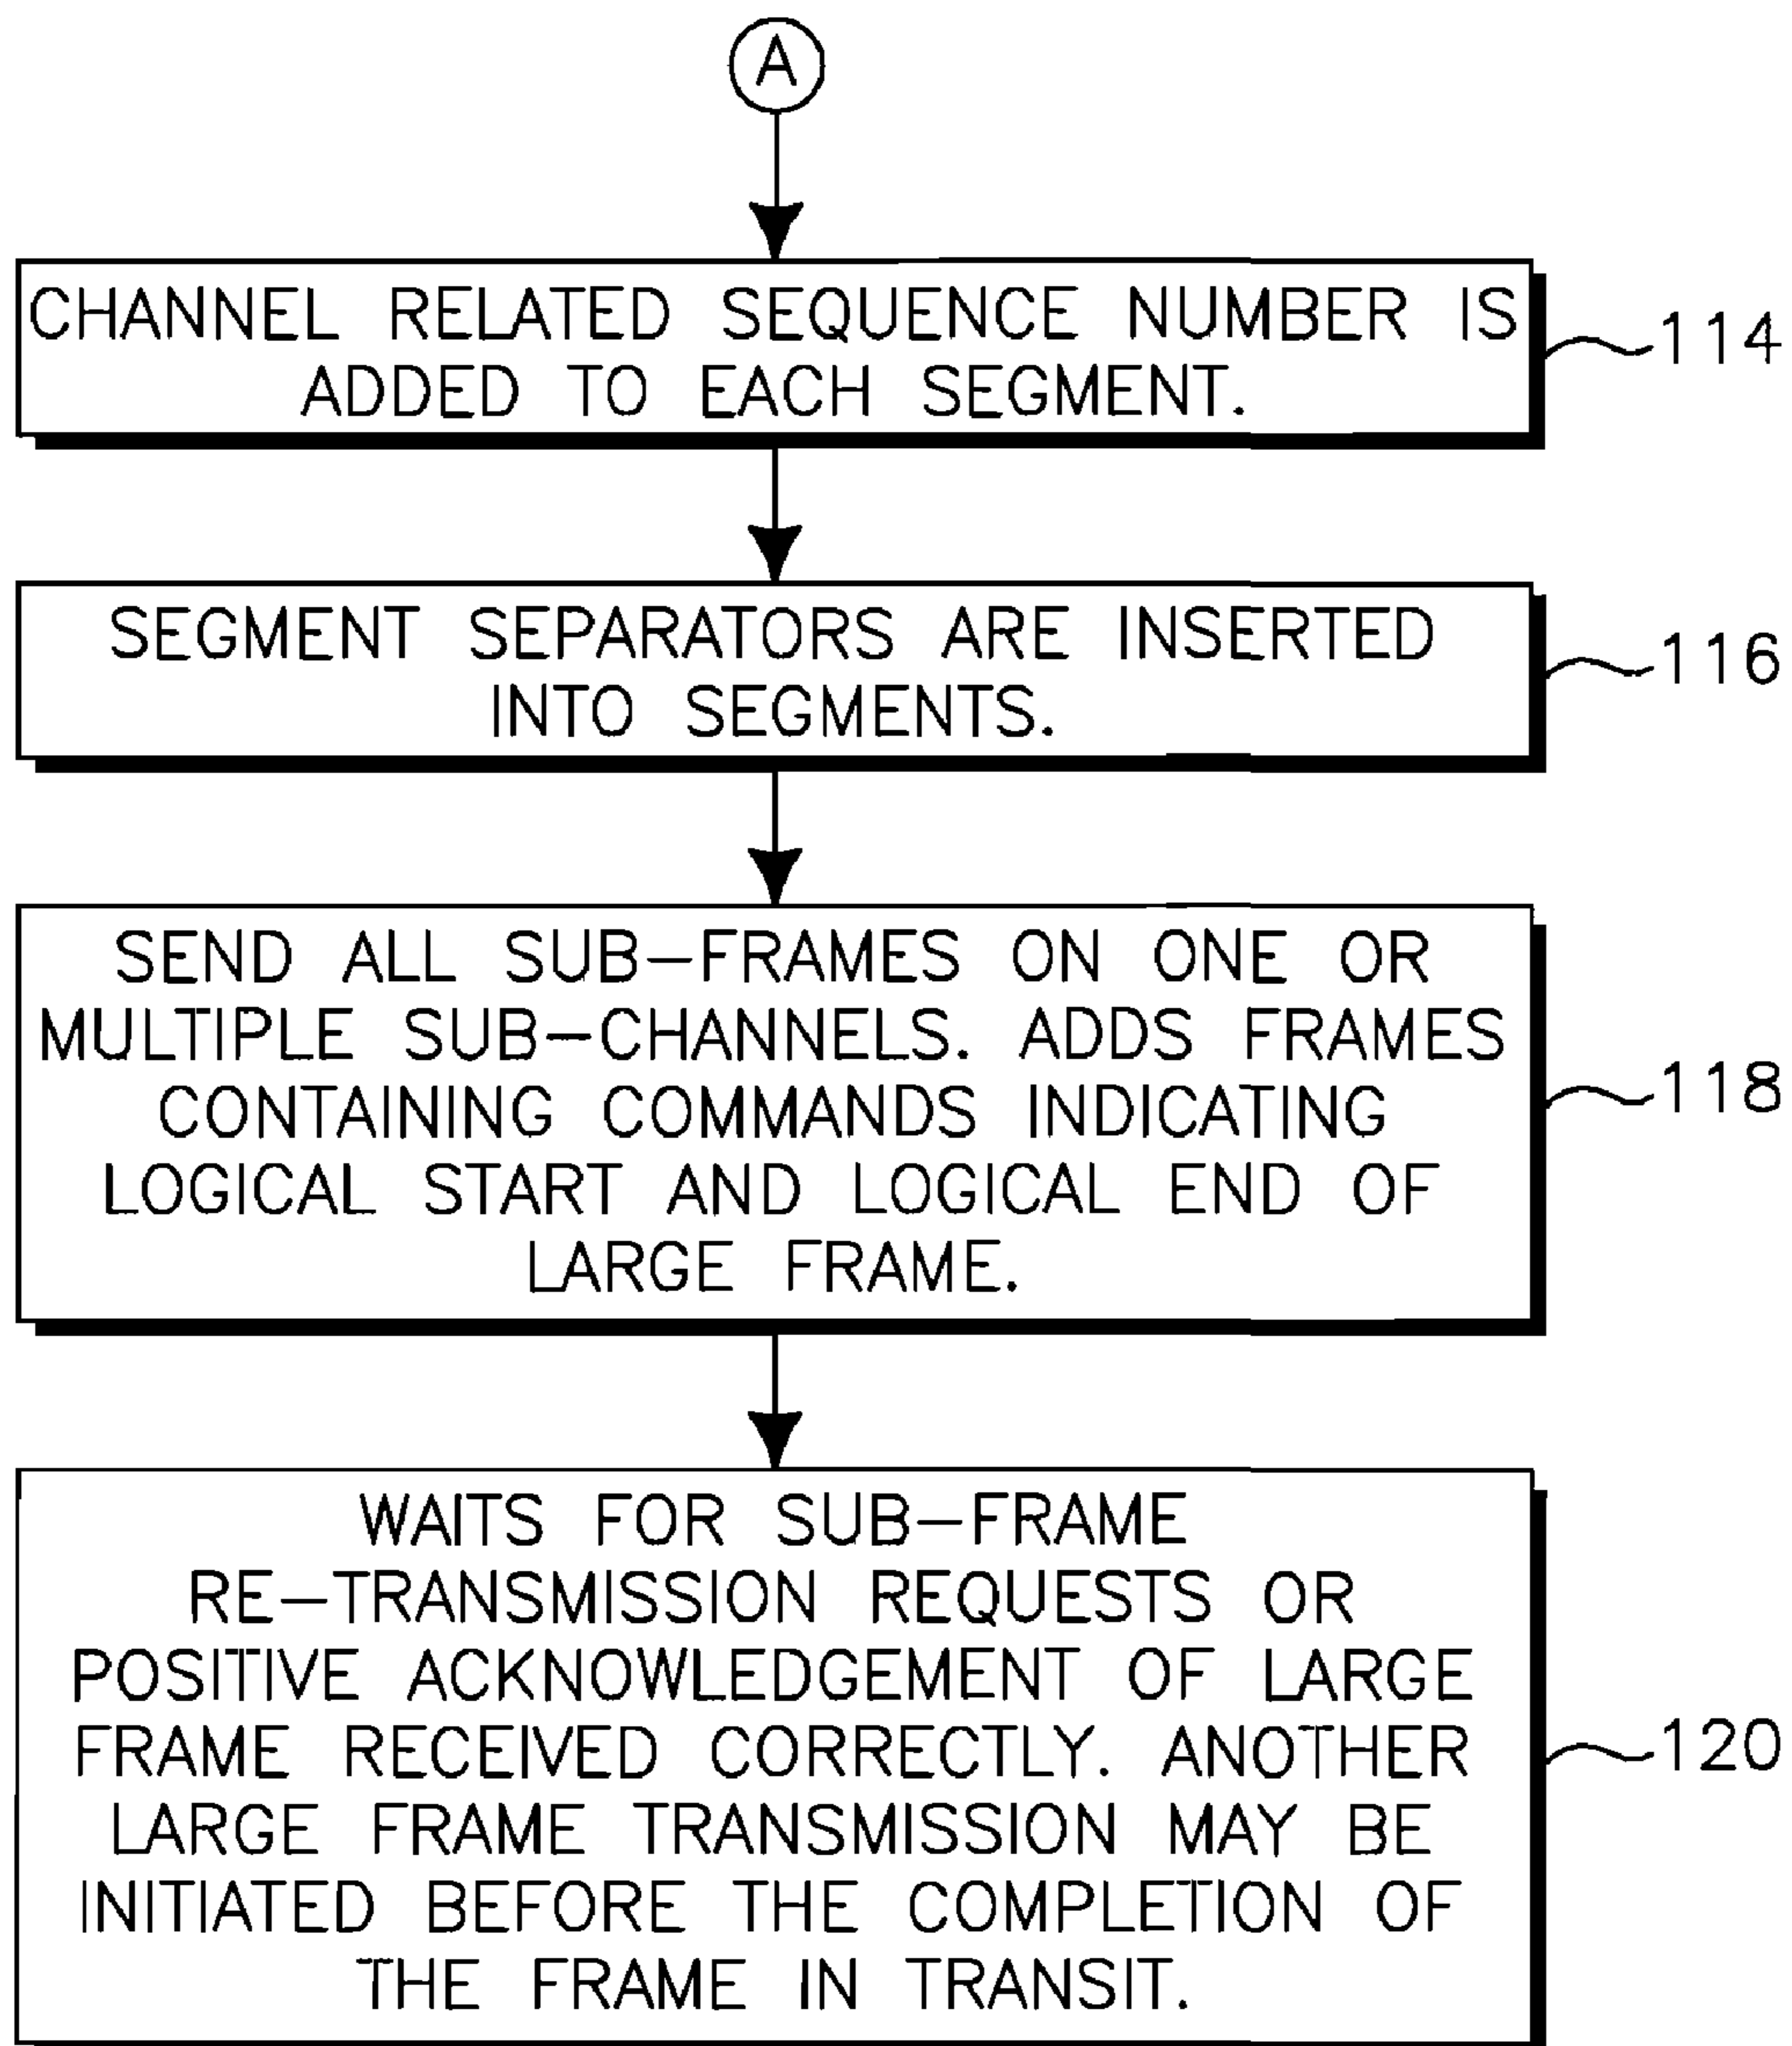 A
CHANNEL RELATED SEQUENCE NUMBER IS
ADDED TO EACH SEGMENT.
114
SEGMENT SEPARATORS ARE INSERTED
INTO SEGMENTS.
116
SEND ALL SUB-FRAMES ON ONE OR
MULTIPLE SUB-CHANNELS. ADDS FRAMES
CONTAINING COMMANDS INDICATING
LOGICAL START AND LOGICAL END OF
LARGE FRAME.
118
WAITS FOR SUB-FRAME
RE-TRANSMISSION REQUESTS OR
POSITIVE ACKNOWLEDGEMENT OF LARGE
FRAME RECEIVED CORRECTLY. ANOTHER
LARGE FRAME TRANSMISSION MAY BE
INITIATED BEFORE THE COMPLETION OF
THE FRAME IN TRANSIT.
120